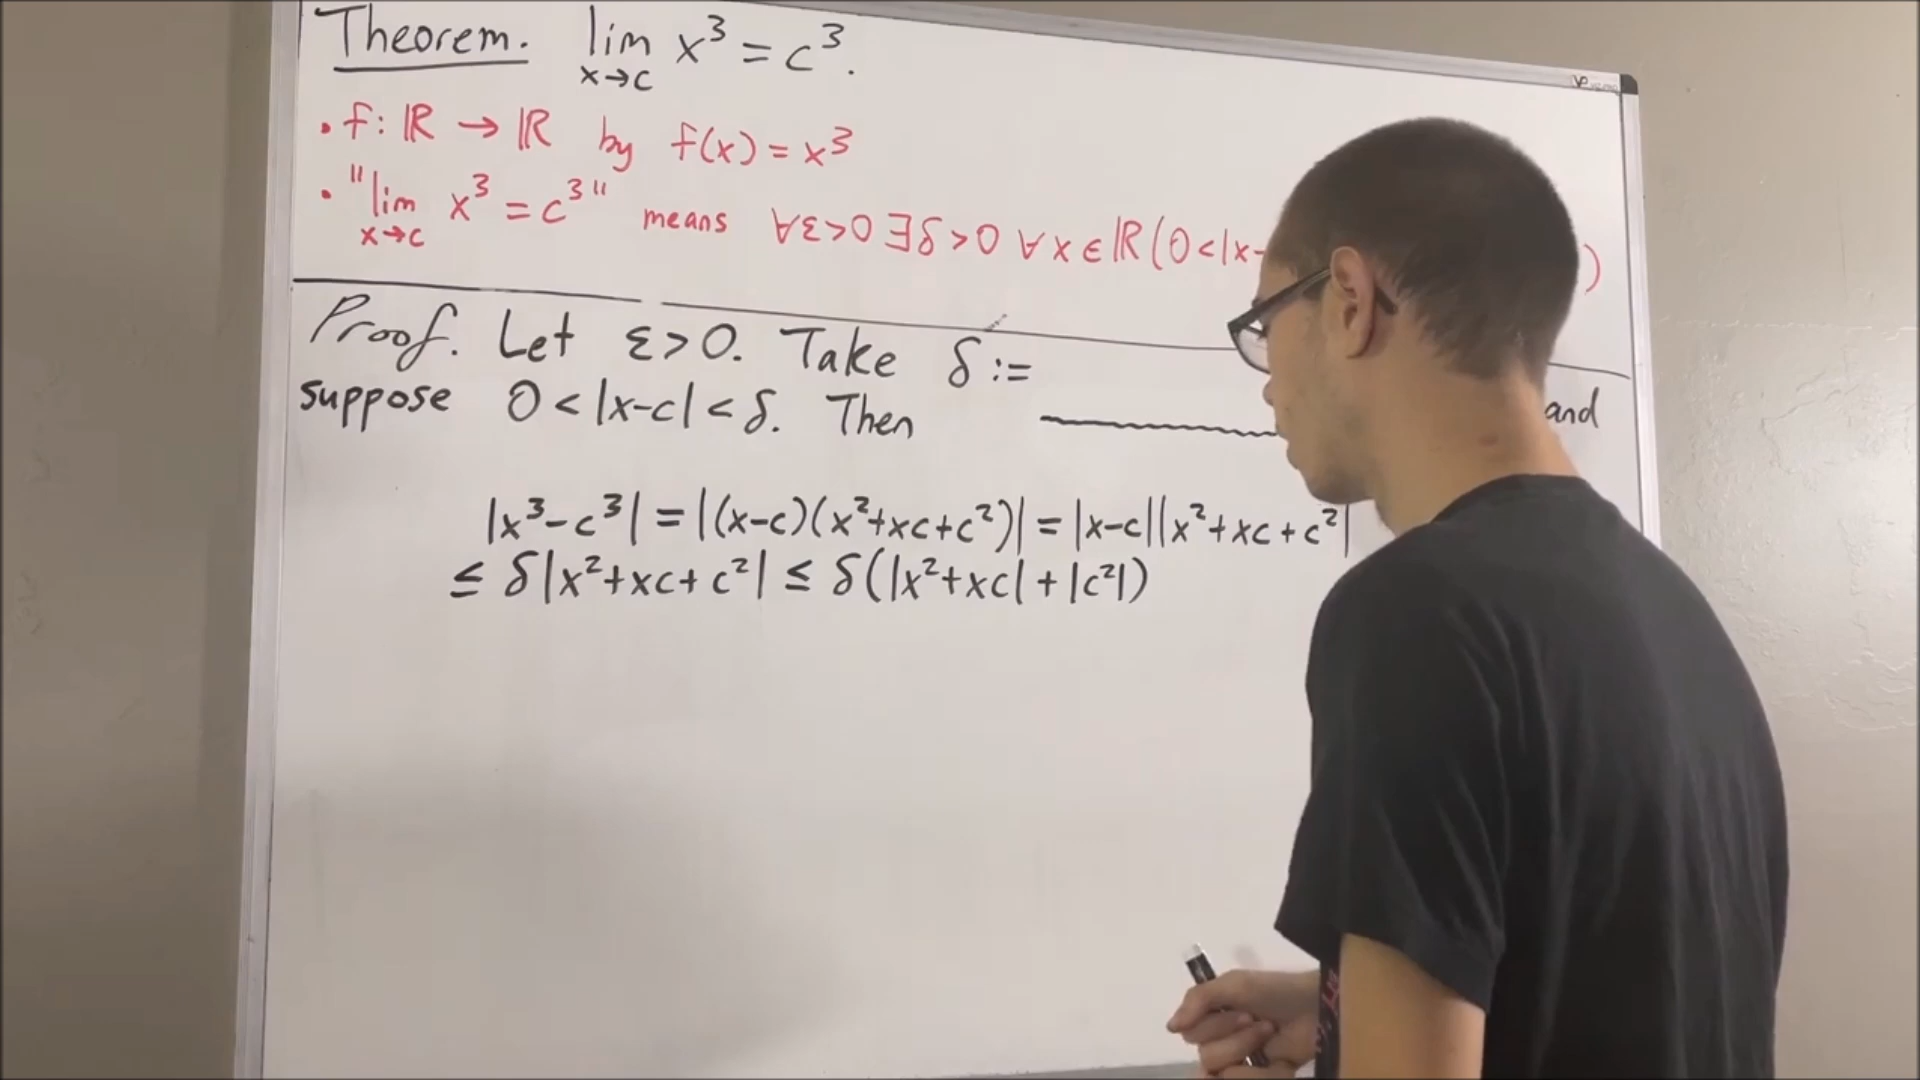 Theorem. lim x→c x³ = c³.
• f: ℝ → ℝ by f(x) = x³
• "lim x→c x³ = c³" means ∀ε>0 ∃δ>0 ∀x∈ℝ(0<|x- )
Proof. Let ε>0. Take δ := and
suppose 0<|x-c|<δ. Then
|x³-c³| = |(x-c)(x²+xc+c²)| = |x-c||x²+xc+c²|
≤ δ|x²+xc+c²| ≤ δ(|x²+xc|+|c²|)